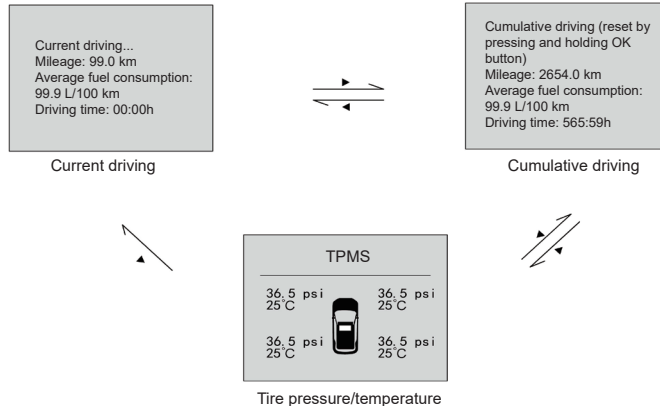 Current driving...
Mileage: 99.0 km
Average fuel consumption:
99.9 L/100 km
Driving time: 00:00h
Current driving
Cumulative driving (reset by
pressing and holding OK
button)
Mileage: 2654.0 km
Average fuel consumption:
99.9 L/100 km
Driving time: 565:59h
Cumulative driving
TPMS
36.5 psi 36.5 psi
25°C 25°C
36.5 psi 36.5 psi
25°C 25°C
Tire pressure/temperature